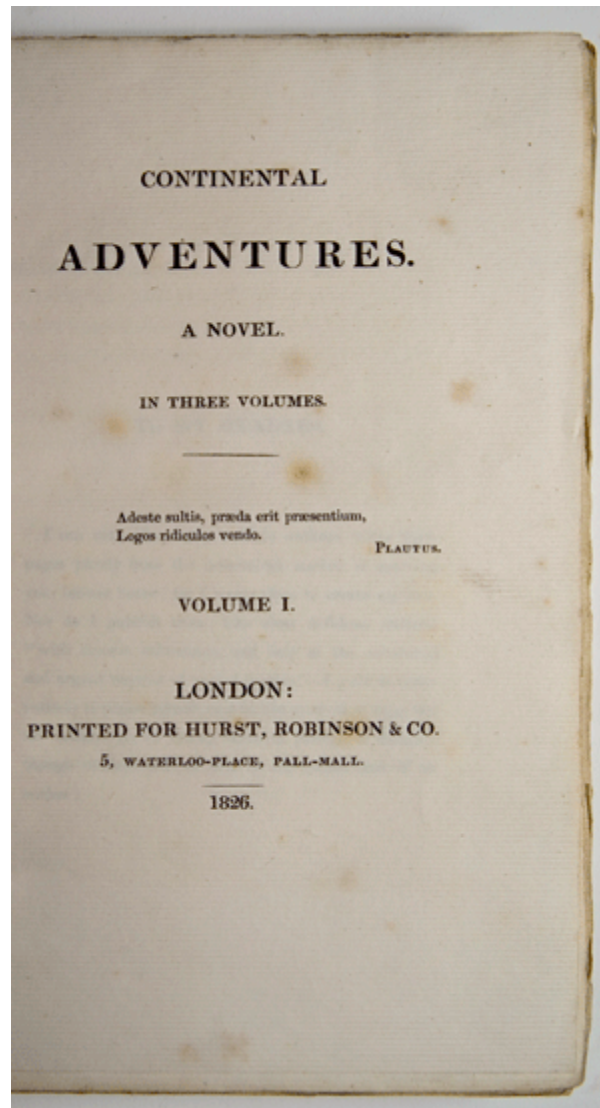 CONTINENTAL
ADVENTURES.
A NOVEL.
IN THREE VOLUMES.
Adeste sultis, præda erit præsentium,
Logos ridiculos vendo.
PLAUTUS.
VOLUME I.
LONDON:
PRINTED FOR HURST, ROBINSON & CO.
5, WATERLOO-PLACE, PALL-MALL.
1826.